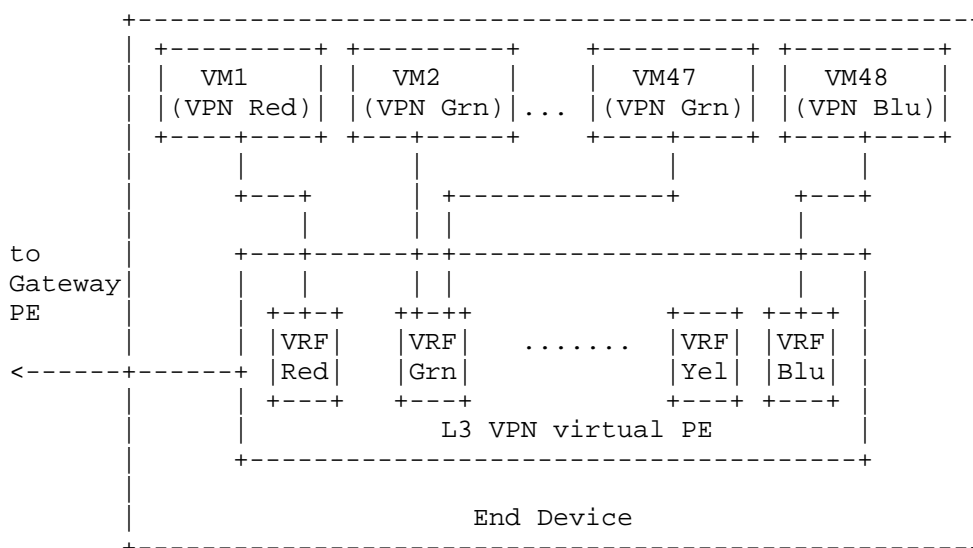 VM1 VM2 VM47 VM48
(VPN Red) (VPN Grn) ... (VPN Grn) (VPN Blu)
to
Gateway
PE
VRF VRF ....... VRF VRF
Red Grn Yel Blu
L3 VPN virtual PE
End Device